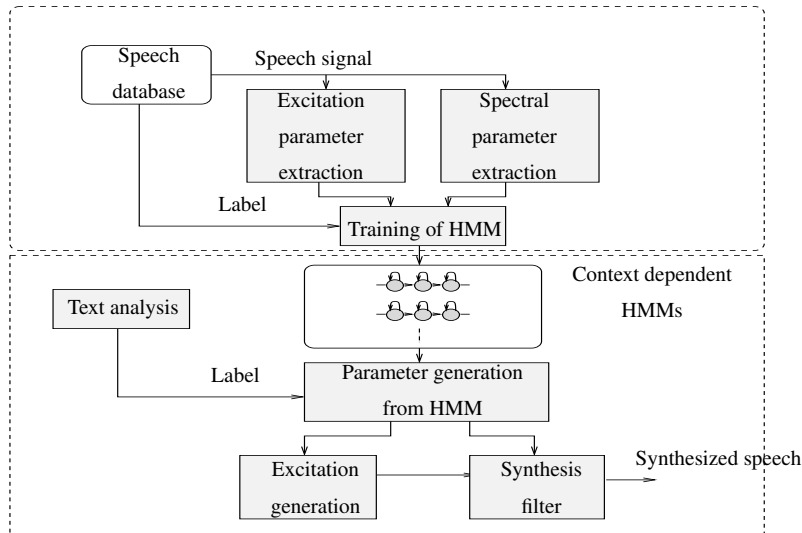 Speech
database
Speech signal
Excitation
parameter
extraction
Spectral
parameter
extraction
Label
Training of HMM
Context dependent
HMMs
Text analysis
Label
Parameter generation
from HMM
Excitation
generation
Synthesis
filter
Synthesized speech